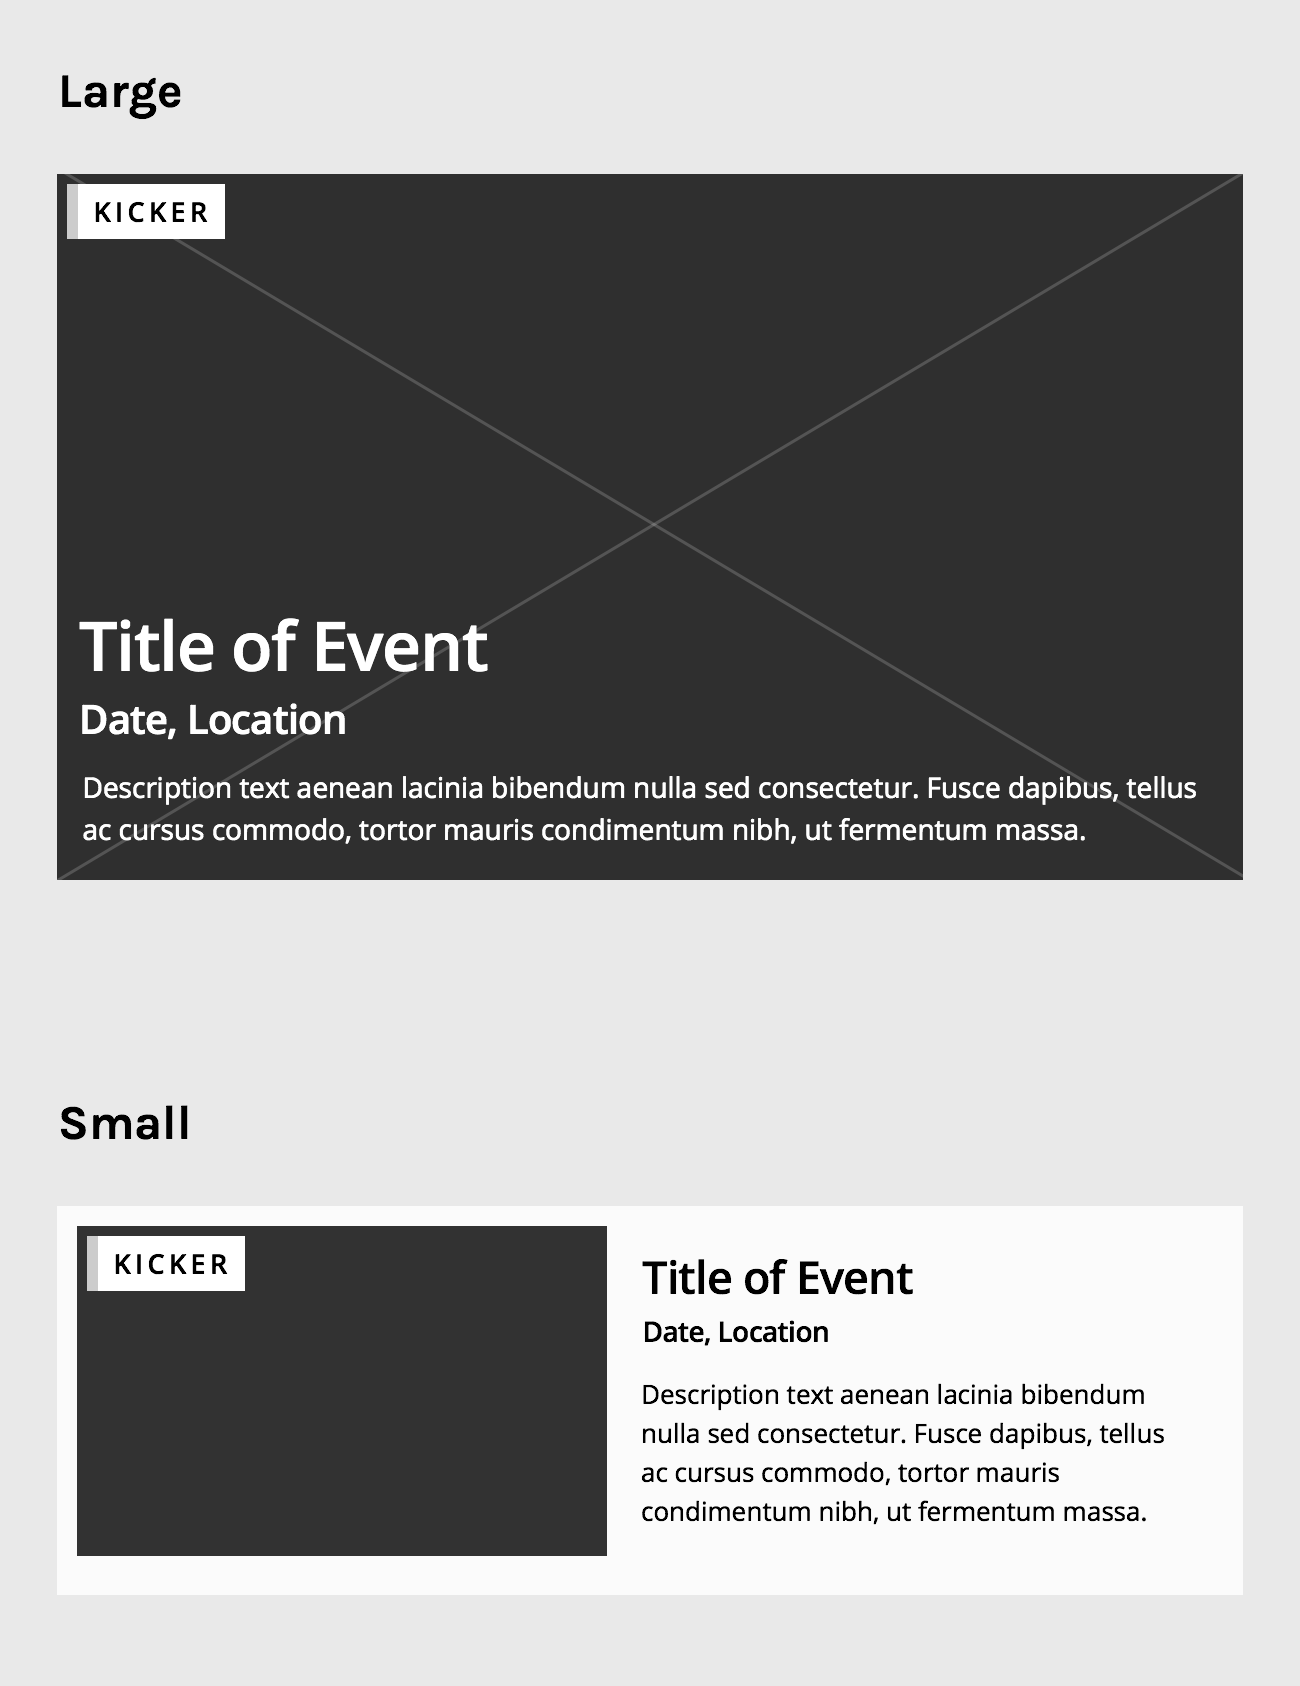 Large
KICKER
Title of Event
Date, Location
Description text aenean lacinia bibendum nulla sed consectetur. Fusce dapibus, tellus
ac cursus commodo, tortor mauris condimentum nibh, ut fermentum massa.
Small
KICKER
Title of Event
Date, Location
Description text aenean lacinia bibendum
nulla sed consectetur. Fusce dapibus, tellus
ac cursus commodo, tortor mauris
condimentum nibh, ut fermentum massa.